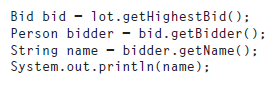 Bid bid = lot.getHighestBid();
Person bidder = bid.getBidder();
String name = bidder.getName();
System.out.println(name);